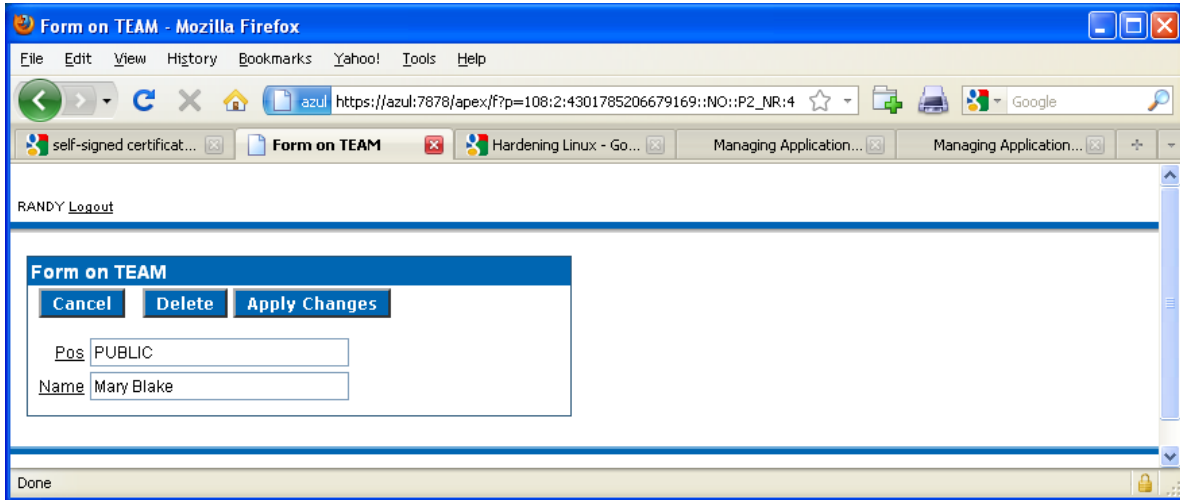 Form on TEAM - Mozilla Firefox
File Edit View History Bookmarks Yahoo! Tools Help
azul https://azul:7878/apex/f?p=108:2:4301785206679169::NO::P2_NR:4 Google
self-signed certificat... Form on TEAM Hardening Linux - Go... Managing Application... Managing Application...
RANDY Logout
Form on TEAM
Cancel Delete Apply Changes
Pos PUBLIC
Name Mary Blake
Done